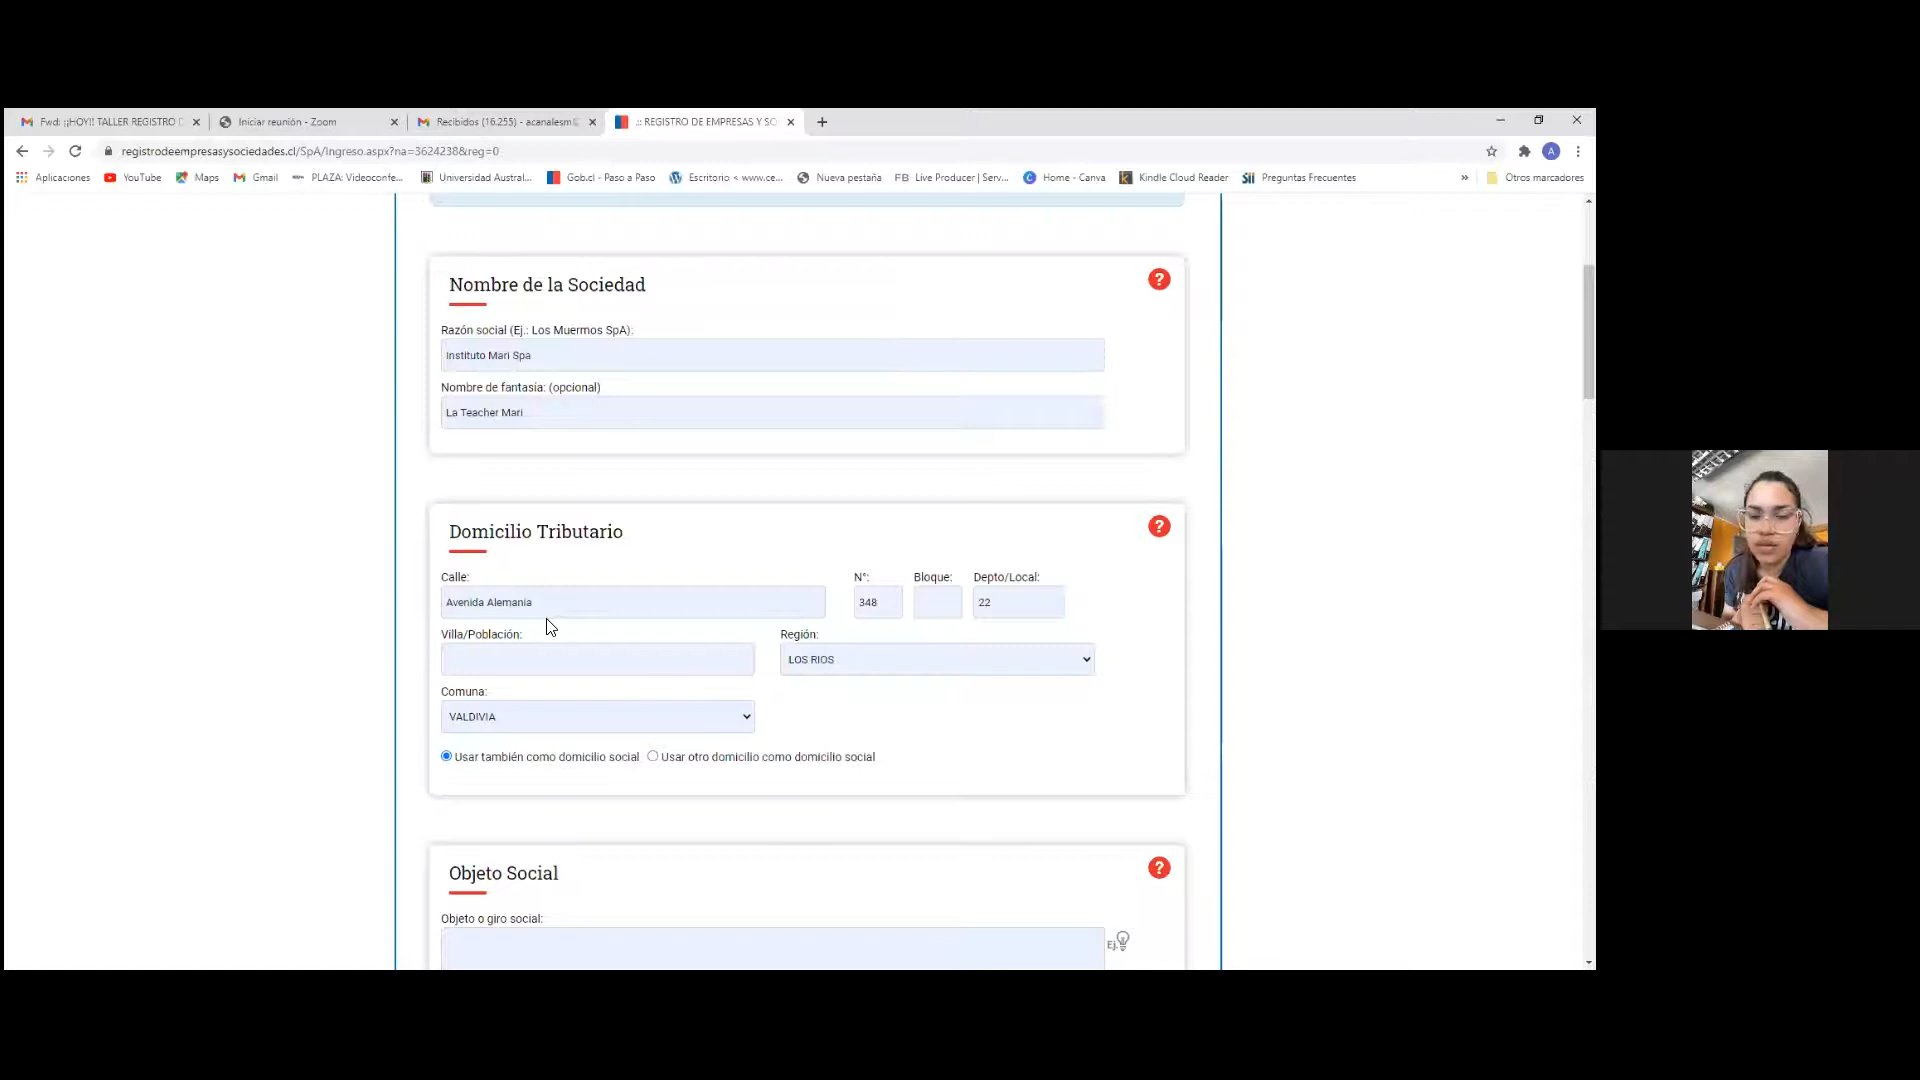 Fwd: ¡¡HOY!! TALLER REGISTRO D
Iniciar reunión - Zoom
Recibidos (16.255) - acanalesm@
.:: REGISTRO DE EMPRESAS Y SO
registrodeempresasysociedades.cl/SpA/Ingreso.aspx?na=3624238&reg=0
A
Aplicaciones
YouTube
Maps
Gmail
PLAZA: Videoconfe...
Universidad Austral...
Gob.cl - Paso a Paso
Escritorio < www.ce...
Nueva pestaña
FB Live Producer | Serv...
Home - Canva
Kindle Cloud Reader
Sii Preguntas Frecuentes
»
Otros marcadores
Nombre de la Sociedad
?
Razón social (Ej.: Los Muermos SpA):
Instituto Mari Spa
Nombre de fantasía: (opcional)
La Teacher Mari
Domicilio Tributario
?
Calle: N°: Bloque: Depto/Local:
Avenida Alemania 348 22
Villa/Población: Región:
LOS RIOS
Comuna:
VALDIVIA
Usar también como domicilio social Usar otro domicilio como domicilio social
Objeto Social
?
Objeto o giro social:
Ej.